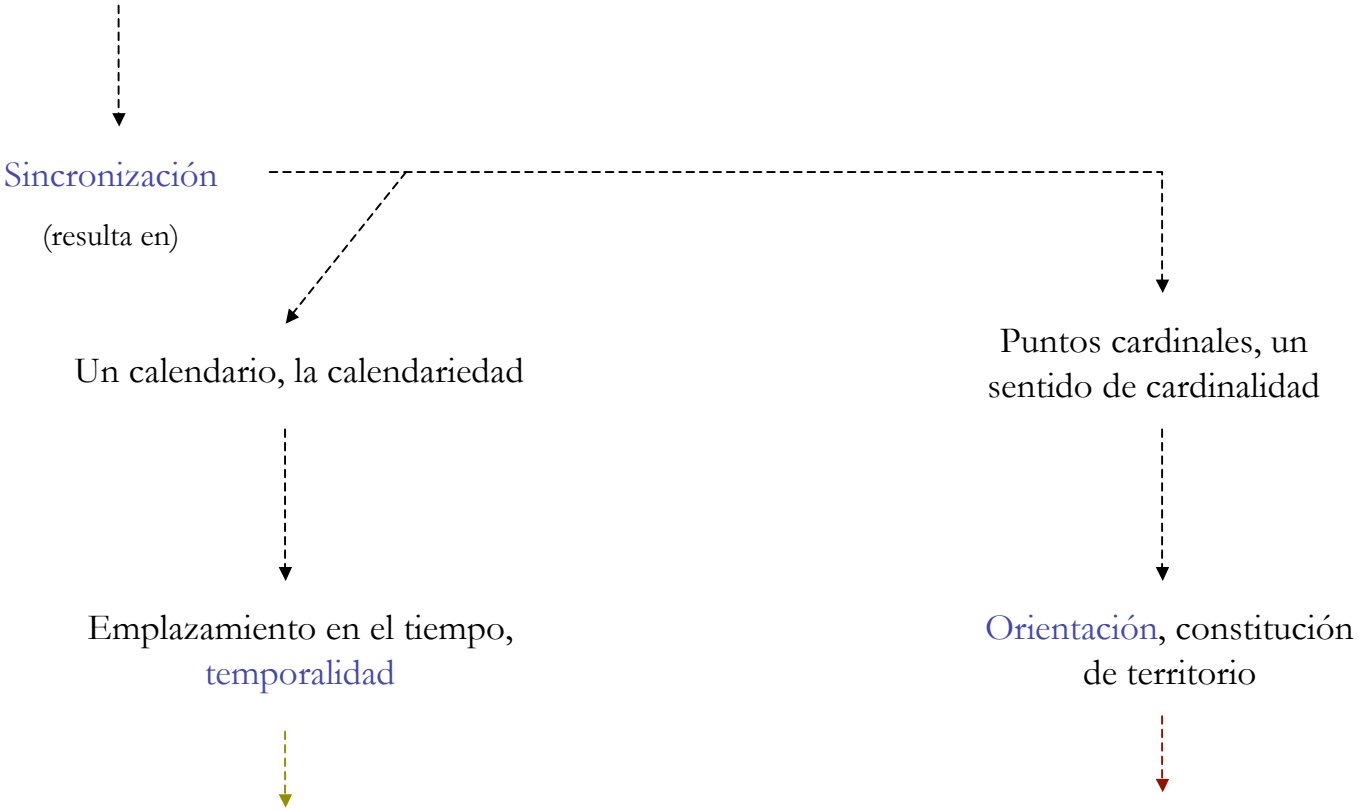 Sincronización
(resulta en)
Un calendario, la calendariedad
Puntos cardinales, un
sentido de cardinalidad
Emplazamiento en el tiempo,
temporalidad
Orientación, constitución
de territorio